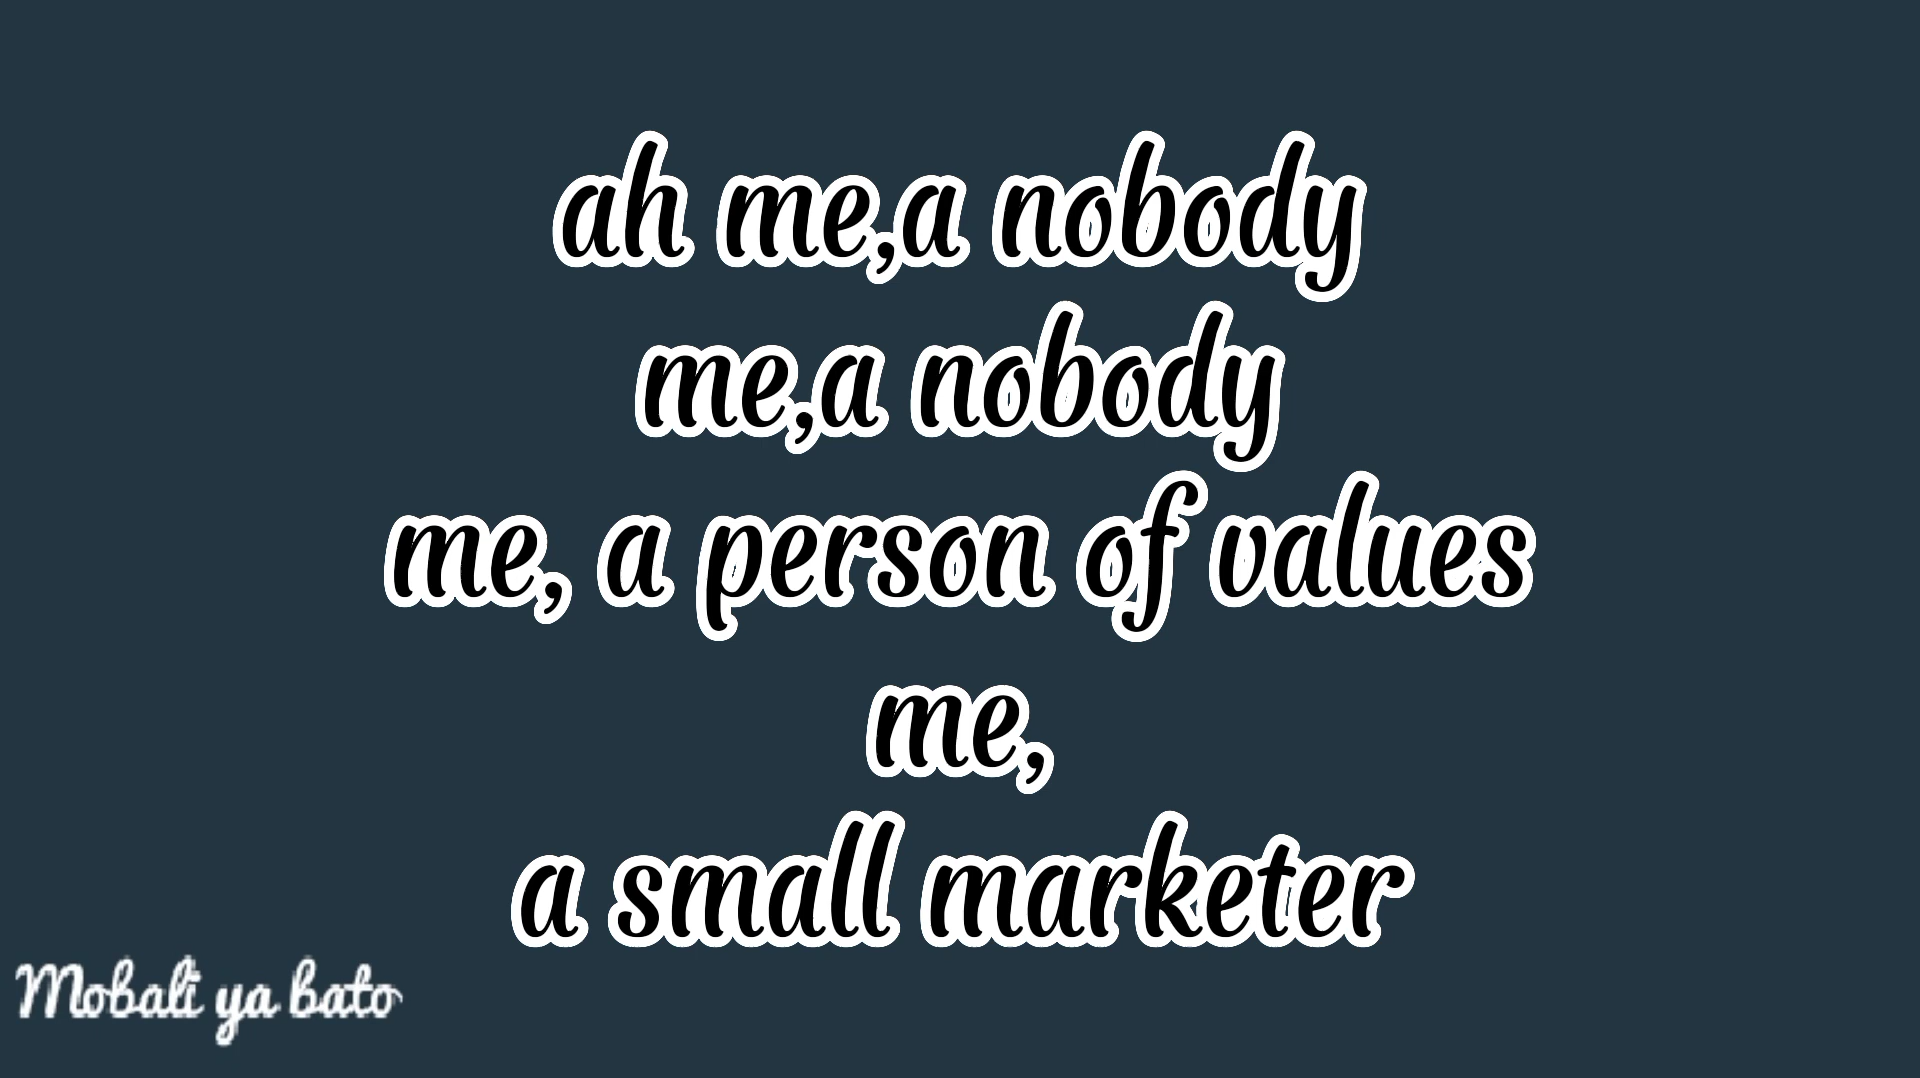 ah me,a nobody
me,a nobody
me, a person of values
me,
a small marketer
Mobali ya bato